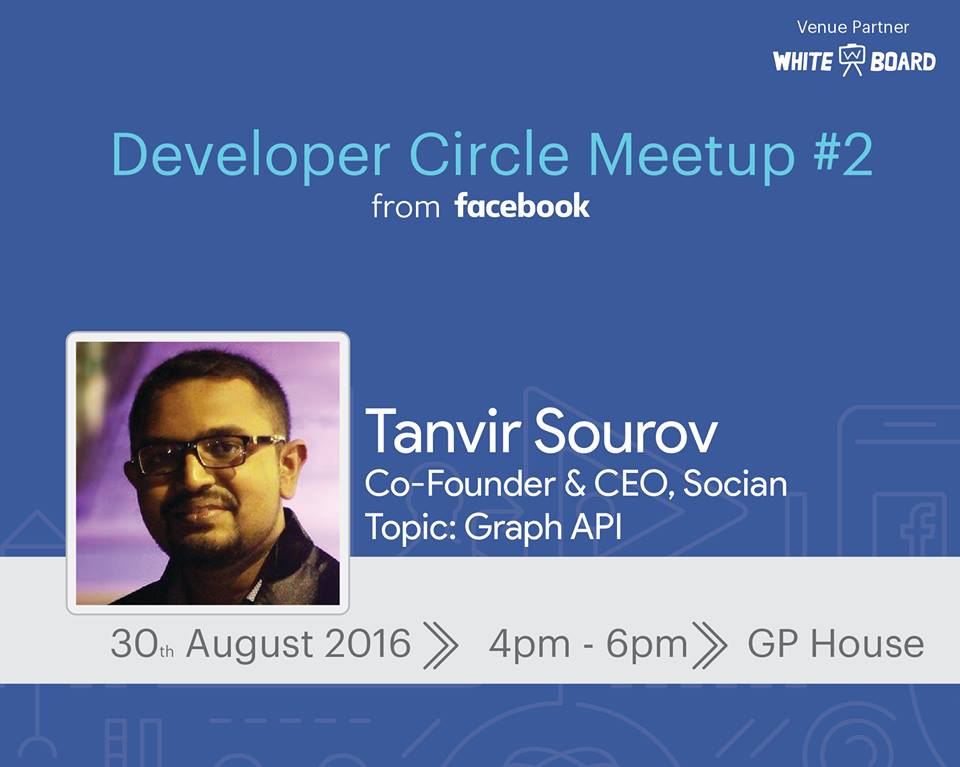 Venue Partner
WHITE BOARD
Developer Circle Meetup #2
from facebook
Tanvir Sourov
Co-Founder & CEO, Socian
Topic: Graph API
30th August 2016 4pm - 6pm GP House